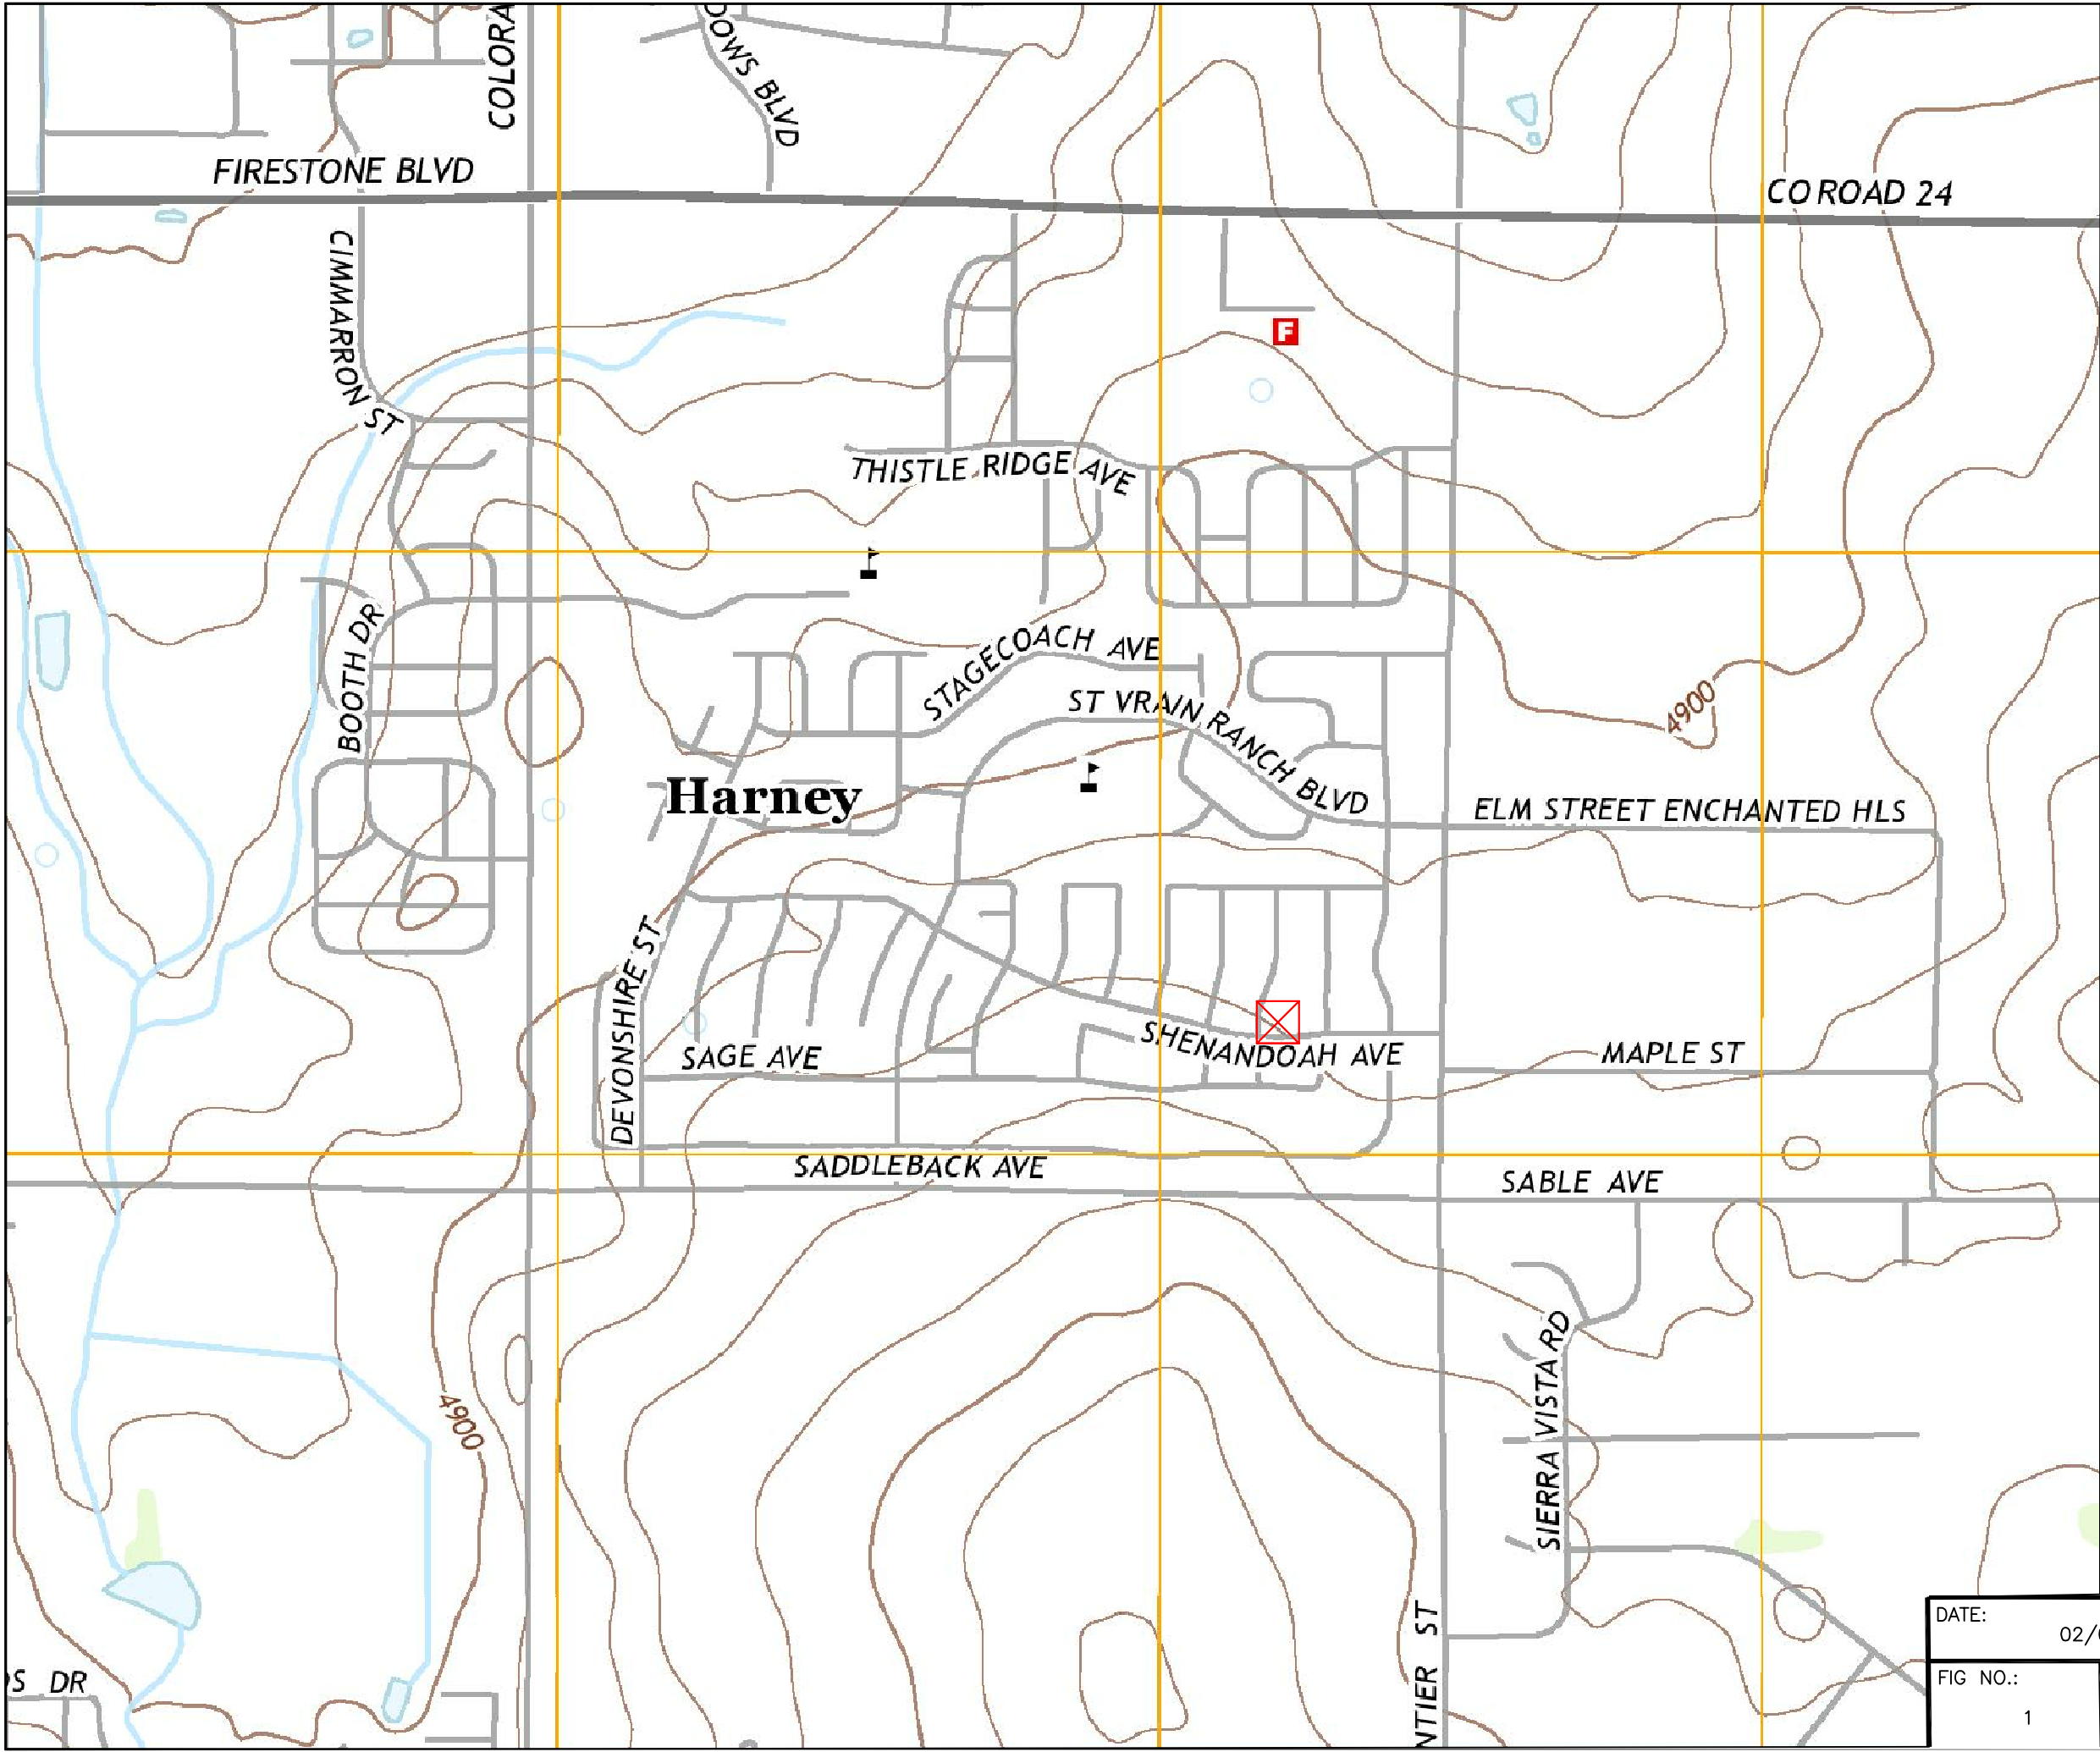 COLORA
OWS BLVD
FIRESTONE BLVD
CO ROAD 24
CIMMARRON ST
F
THISTLE RIDGE AVE
BOOTH DR
STAGECOACH AVE
ST VRAIN RANCH BLVD
4900
Harney
ELM STREET ENCHANTED HLS
DEVONSHIRE ST
SAGE AVE
SHENANDOAH AVE
MAPLE ST
SADDLEBACK AVE
SABLE AVE
4900
SIERRA VISTA RD
NTIER ST
S DR
DATE:
02/
FIG NO.:
1